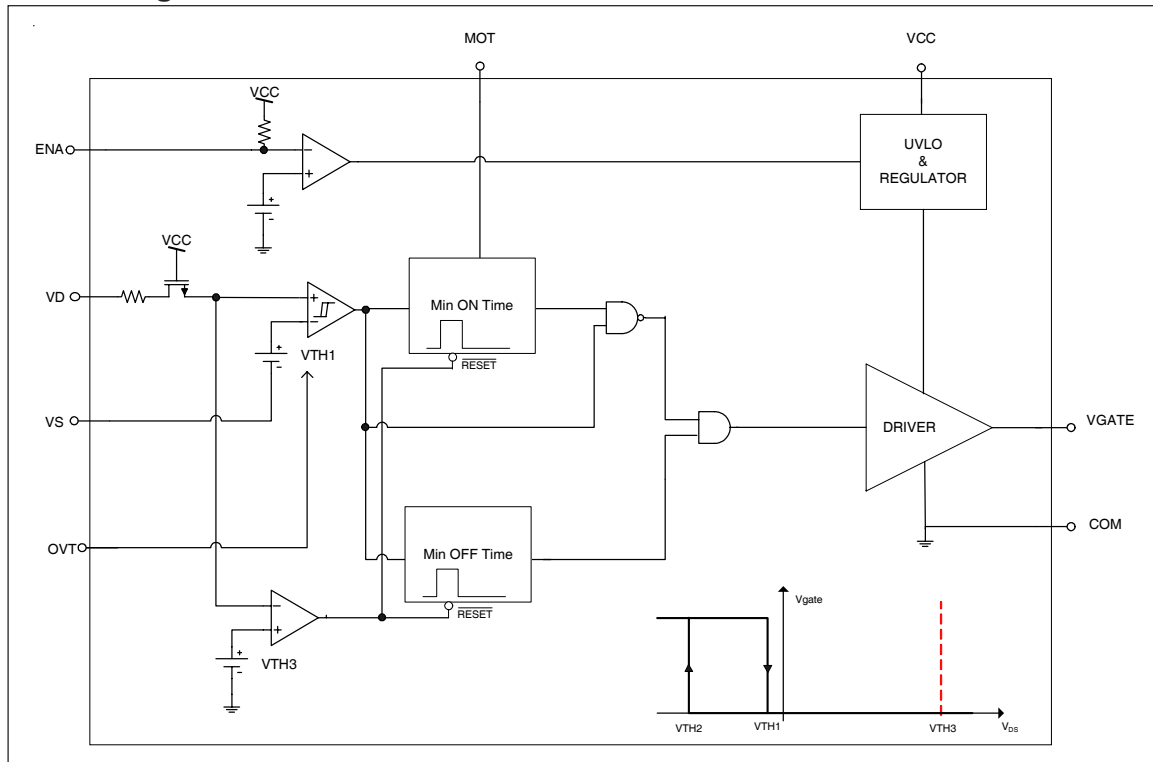 MOT
VCC
VCC
ENA
UVLO
&
REGULATOR
VCC
VD
Min ON Time
RESET
VTH1
VS
DRIVER
VGATE
COM
OVT
Min OFF Time
RESET
VTH3
Vgate
VTH2
VTH1
VTH3
VDS